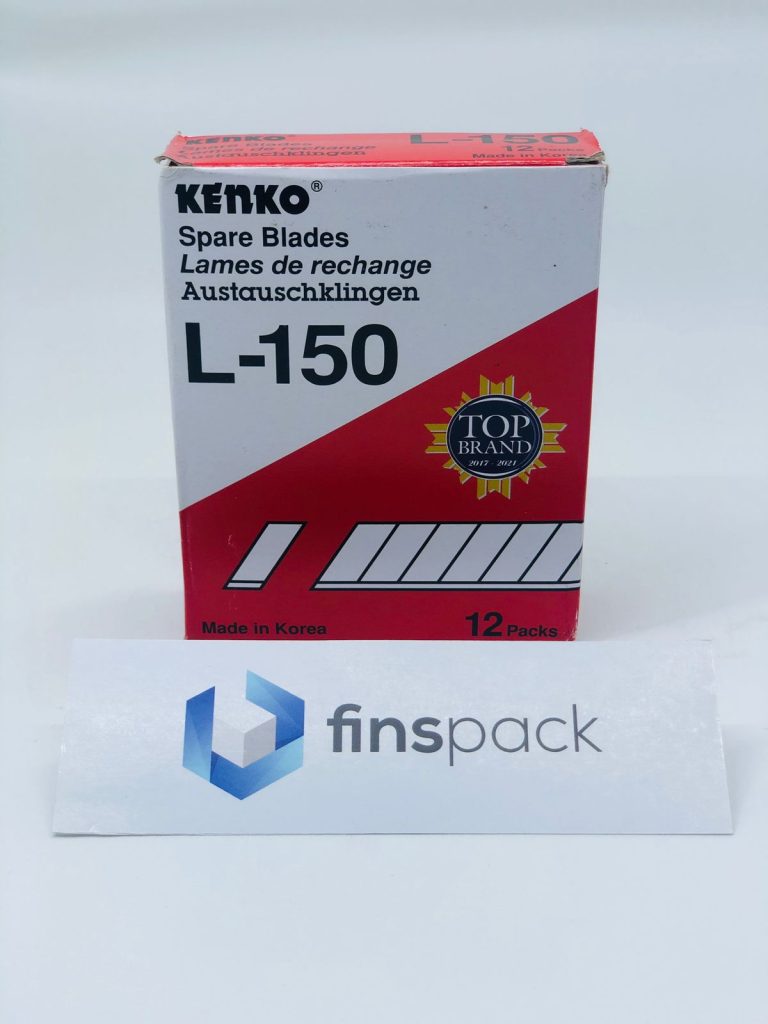 KENKO
L-150
Spare Blades
Lames de rechange
12 Packs
Austauschklingen
Made in Korea
KENKO®
Spare Blades
Lames de rechange
Austauschklingen
L-150
TOP
BRAND
2017 - 2021
Made in Korea
12 Packs
finspack